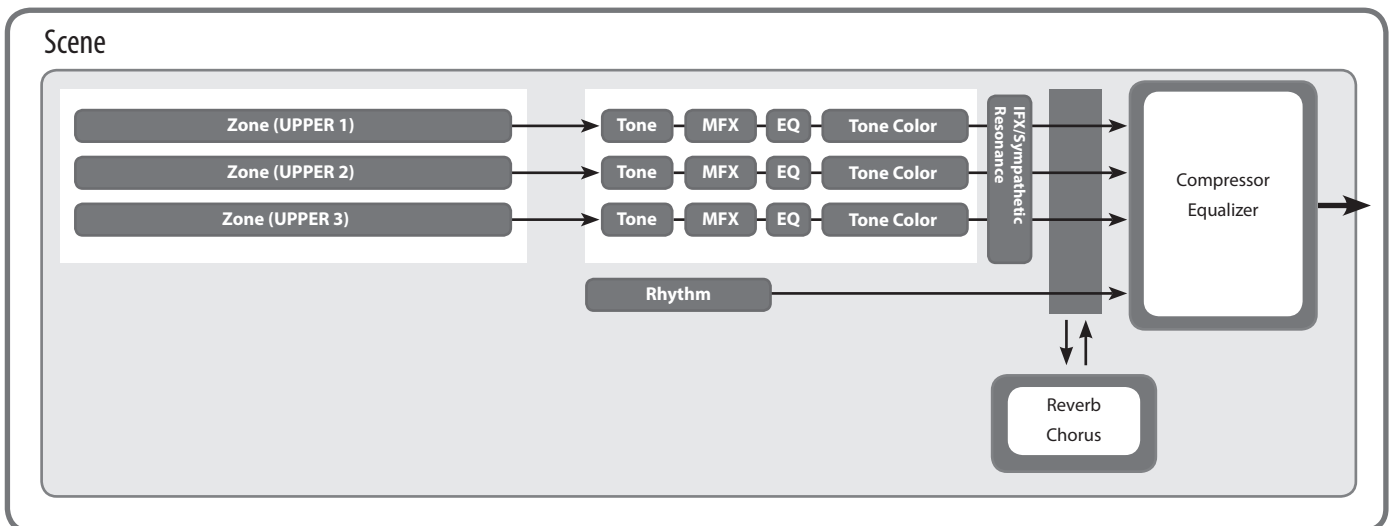 Scene
Zone (UPPER 1)
Tone
MFX
EQ
Tone Color
Zone (UPPER 2)
Tone
MFX
EQ
Tone Color
Zone (UPPER 3)
Tone
MFX
EQ
Tone Color
IFX/Sympathetic
Resonance
Rhythm
Compressor
Equalizer
Reverb
Chorus